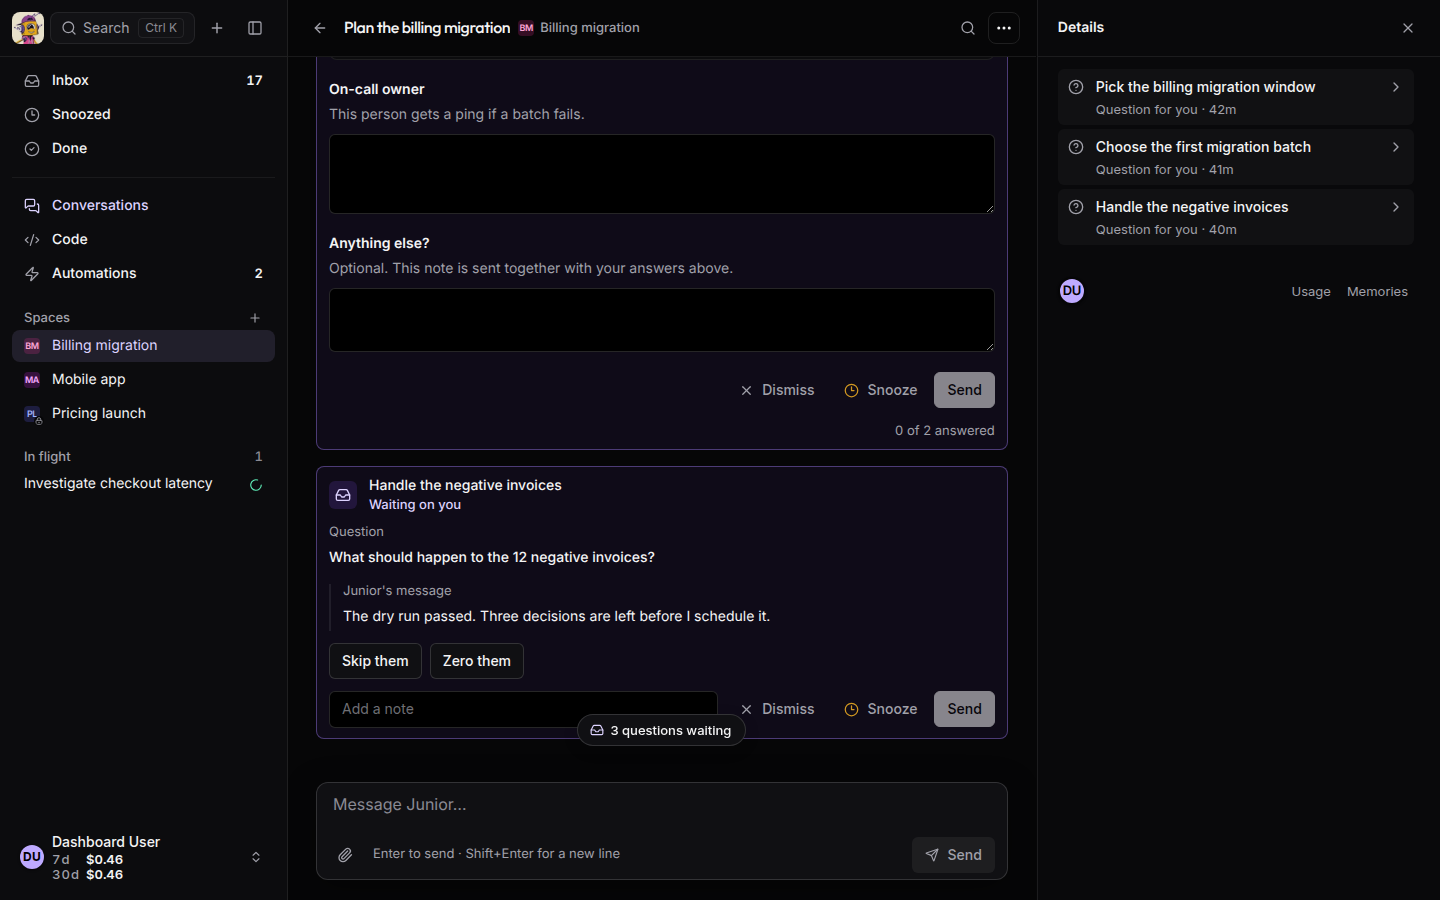 Search
Ctrl K
Inbox
17
Snoozed
Done
Conversations
Code
Automations
2
Spaces
BM
Billing migration
MA
Mobile app
PL
Pricing launch
In flight
1
Investigate checkout latency
DU
Dashboard User
7d $0.46
30d $0.46
Plan the billing migration
BM Billing migration
On-call owner
This person gets a ping if a batch fails.
Anything else?
Optional. This note is sent together with your answers above.
Dismiss
Snooze
Send
0 of 2 answered
Handle the negative invoices
Waiting on you
Question
What should happen to the 12 negative invoices?
Junior's message
The dry run passed. Three decisions are left before I schedule it.
Skip them
Zero them
Add a note
Dismiss
Snooze
Send
3 questions waiting
Message Junior...
Enter to send · Shift+Enter for a new line
Send
Details
Pick the billing migration window
Question for you · 42m
Choose the first migration batch
Question for you · 41m
Handle the negative invoices
Question for you · 40m
DU
Usage
Memories